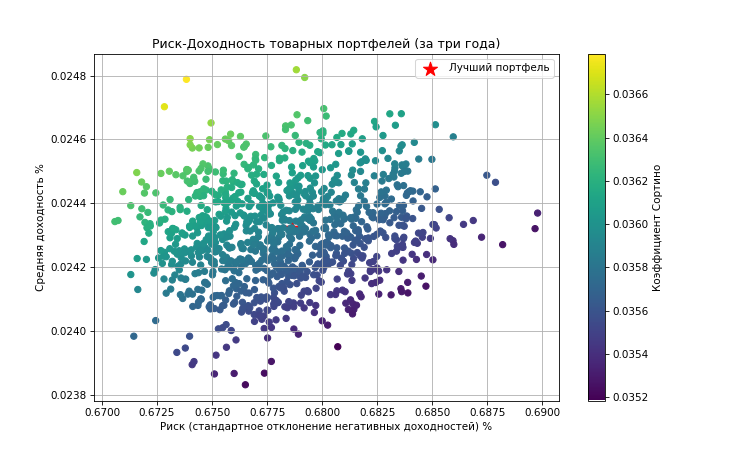 Риск-Доходность товарных портфелей (за три года)
Лучший портфель
Средняя доходность %
0.0248
0.0246
0.0244
0.0242
0.0240
0.0238
0.6700 0.6725 0.6750 0.6775 0.6800 0.6825 0.6850 0.6875 0.6900
Риск (стандартное отклонение негативных доходностей) %
0.0366
0.0364
0.0362
0.0360
0.0358
0.0356
0.0354
0.0352
Коэффициент Сортино